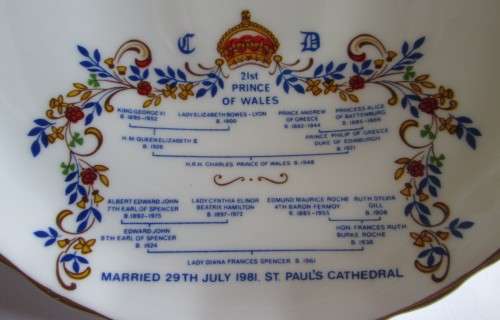 C D
21st
PRINCE
OF WALES
KING GEORGE VI LADY ELIZABETH BOWES - LYON PRINCE ANDREW PRINCESS ALICE
B. 1895-1952 B. 1900 OF GREECE OF BATTENBURG
B. 1882-1944 B. 1885-1969
H.M. QUEEN ELIZABETH II PRINCE PHILIP OF GREECE
B. 1926 DUKE OF EDINBURGH
B. 1921
H.R.H. CHARLES, PRINCE OF WALES B. 1948
ALBERT EDWARD JOHN LADY CYNTHIA ELINOR EDMUND MAURICE ROCHE RUTH SYLVIA
7TH EARL OF SPENCER BEATRIX HAMILTON 4TH BARON FERMOY GILL
B. 1892-1975 B. 1897-1972 B. 1885-1955 B. 1908
EDWARD JOHN HON. FRANCES RUTH
8TH EARL OF SPENCER BURKE ROCHE
B. 1924 B. 1936
LADY DIANA FRANCES SPENCER B. 1961
MARRIED 29TH JULY 1981. ST. PAUL'S CATHEDRAL